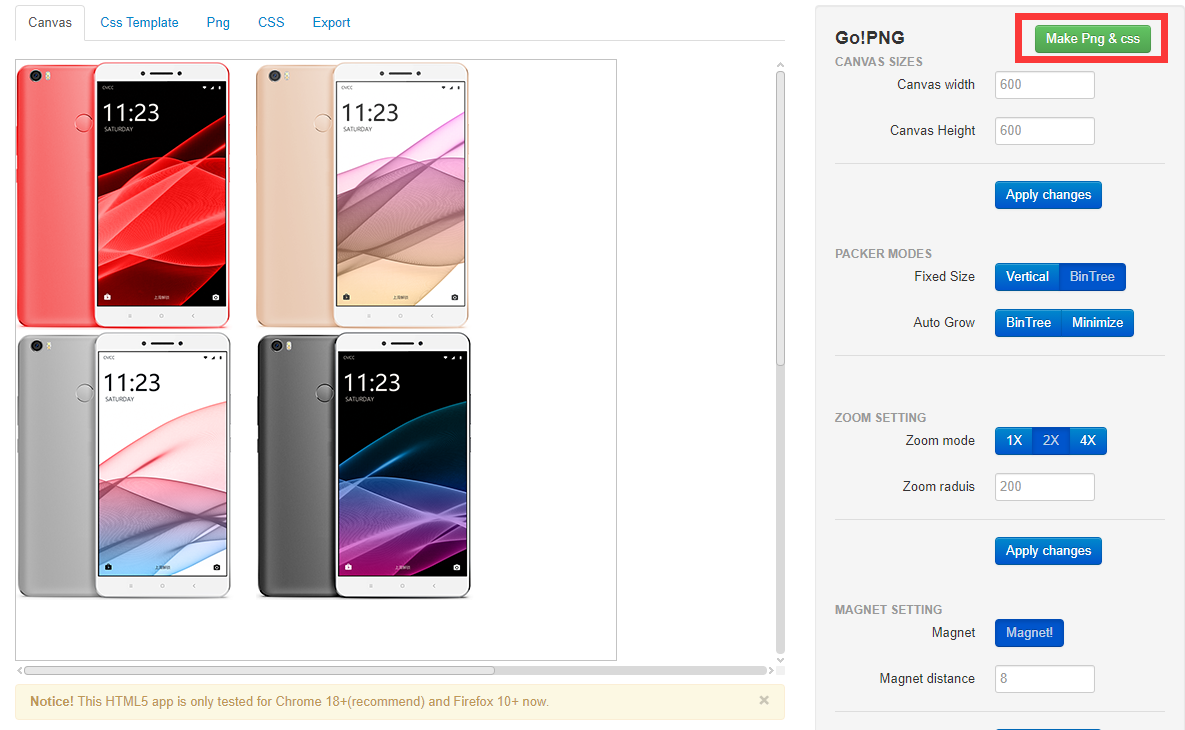 Canvas
Css Template
Png
CSS
Export
11:23
SATURDAY
11:23
SATURDAY
11:23
SATURDAY
11:23
SATURDAY
Notice! This HTML5 app is only tested for Chrome 18+(recommend) and Firefox 10+ now.
×
Go!PNG
Make Png & css
CANVAS SIZES
Canvas width 600
Canvas Height 600
Apply changes
PACKER MODES
Fixed Size Vertical BinTree
Auto Grow BinTree Minimize
ZOOM SETTING
Zoom mode 1X 2X 4X
Zoom raduis 200
Apply changes
MAGNET SETTING
Magnet Magnet!
Magnet distance 8